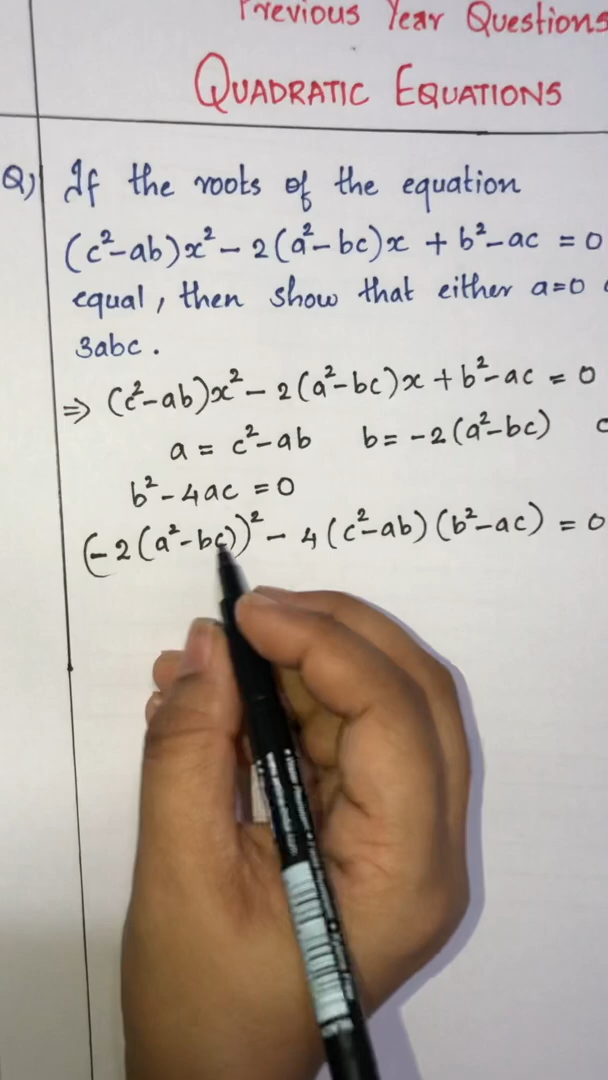 Previous Year Questions
QUADRATIC EQUATIONS
Q) If the roots of the equation
(c²-ab)x² - 2(a²-bc)x + b²-ac = 0
equal, then show that either a=0
3abc.
⇒ (c²-ab)x² - 2(a²-bc)x + b²-ac = 0
a = c²-ab b = -2(a²-bc) c
b²-4ac = 0
(-2(a²-bc))² - 4(c²-ab)(b²-ac) = 0